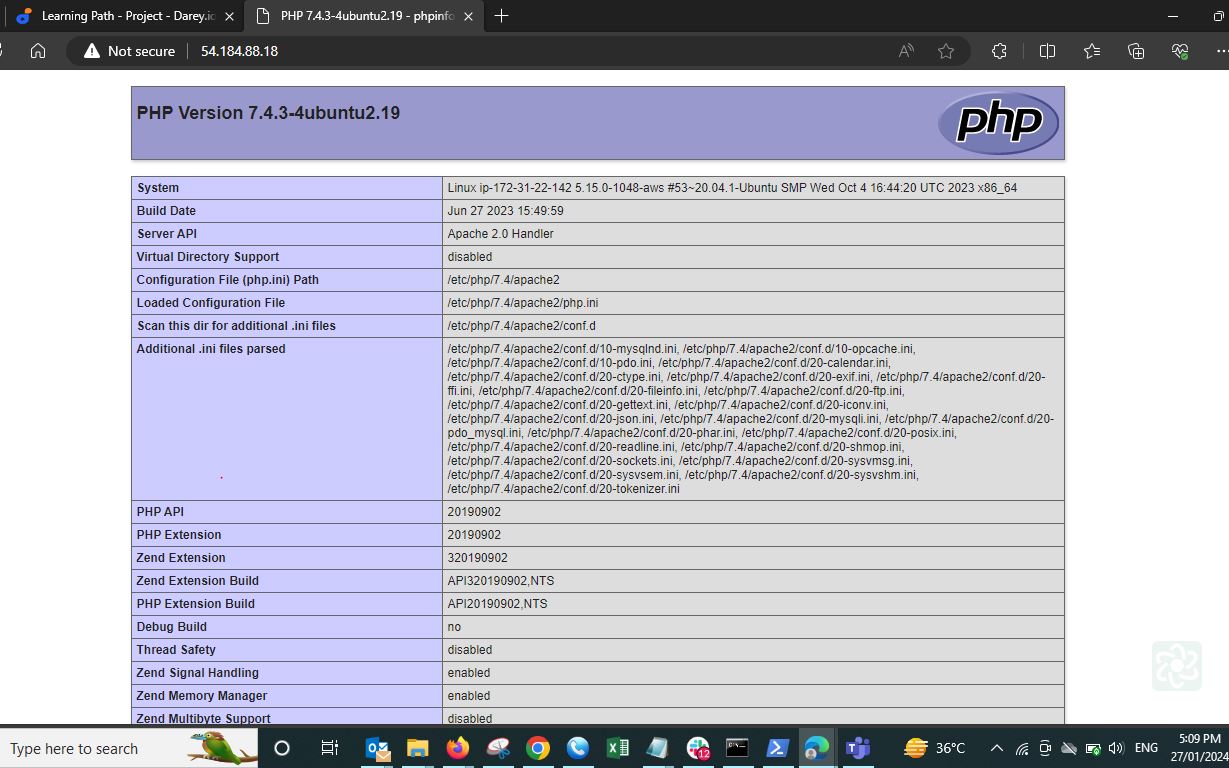 Learning Path - Project - Darey.io
PHP 7.4.3-4ubuntu2.19 - phpinfo
Not secure
54.184.88.18
PHP Version 7.4.3-4ubuntu2.19
php
System
Linux ip-172-31-22-142 5.15.0-1048-aws #53~20.04.1-Ubuntu SMP Wed Oct 4 16:44:20 UTC 2023 x86_64
Build Date
Jun 27 2023 15:49:59
Server API
Apache 2.0 Handler
Virtual Directory Support
disabled
Configuration File (php.ini) Path
/etc/php/7.4/apache2
Loaded Configuration File
/etc/php/7.4/apache2/php.ini
Scan this dir for additional .ini files
/etc/php/7.4/apache2/conf.d
Additional .ini files parsed
/etc/php/7.4/apache2/conf.d/10-mysqlnd.ini, /etc/php/7.4/apache2/conf.d/10-opcache.ini,
/etc/php/7.4/apache2/conf.d/10-pdo.ini, /etc/php/7.4/apache2/conf.d/20-calendar.ini,
/etc/php/7.4/apache2/conf.d/20-ctype.ini, /etc/php/7.4/apache2/conf.d/20-exif.ini, /etc/php/7.4/apache2/conf.d/20-
ffi.ini, /etc/php/7.4/apache2/conf.d/20-fileinfo.ini, /etc/php/7.4/apache2/conf.d/20-ftp.ini,
/etc/php/7.4/apache2/conf.d/20-gettext.ini, /etc/php/7.4/apache2/conf.d/20-iconv.ini,
/etc/php/7.4/apache2/conf.d/20-json.ini, /etc/php/7.4/apache2/conf.d/20-mysqli.ini, /etc/php/7.4/apache2/conf.d/20-
pdo_mysql.ini, /etc/php/7.4/apache2/conf.d/20-phar.ini, /etc/php/7.4/apache2/conf.d/20-posix.ini,
/etc/php/7.4/apache2/conf.d/20-readline.ini, /etc/php/7.4/apache2/conf.d/20-shmop.ini,
/etc/php/7.4/apache2/conf.d/20-sockets.ini, /etc/php/7.4/apache2/conf.d/20-sysvmsg.ini,
/etc/php/7.4/apache2/conf.d/20-sysvsem.ini, /etc/php/7.4/apache2/conf.d/20-sysvshm.ini,
/etc/php/7.4/apache2/conf.d/20-tokenizer.ini
PHP API
20190902
PHP Extension
20190902
Zend Extension
320190902
Zend Extension Build
API320190902,NTS
PHP Extension Build
API20190902,NTS
Debug Build
no
Thread Safety
disabled
Zend Signal Handling
enabled
Zend Memory Manager
enabled
Zend Multibyte Support
disabled
Type here to search
12
36°C
ENG
5:09 PM
27/01/202